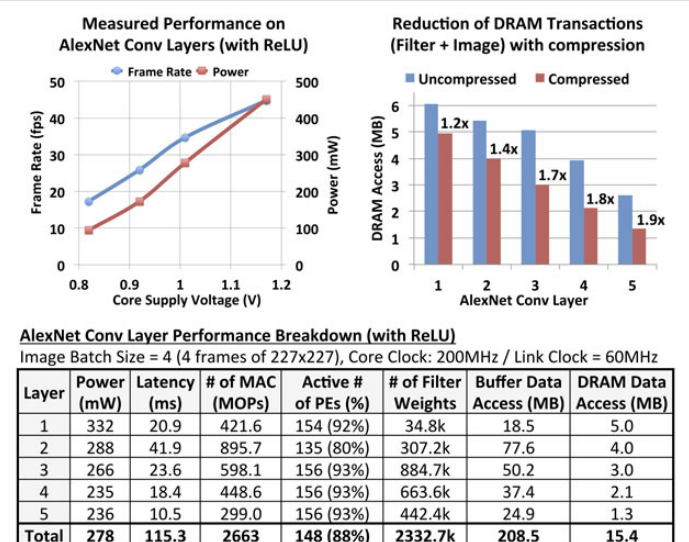 Measured Performance on
AlexNet Conv Layers (with ReLU)
Frame Rate Power
50 500
40 400
30 300
20 200
10 100
0 0
Frame Rate (fps)
Power (mW)
0.8 0.9 1 1.1 1.2
Core Supply Voltage (V)
Reduction of DRAM Transactions
(Filter + Image) with compression
Uncompressed Compressed
6
5
4
3
2
1
0
DRAM Access (MB)
1.2x
1.4x
1.7x
1.8x
1.9x
1 2 3 4 5
AlexNet Conv Layer
AlexNet Conv Layer Performance Breakdown (with ReLU)
Image Batch Size = 4 (4 frames of 227x227), Core Clock: 200MHz / Link Clock = 60MHz
Layer Power (mW) Latency (ms) # of MAC (MOPs) Active # of PEs (%) # of Filter Weights Buffer Data Access (MB) DRAM Data Access (MB)
1 332 20.9 421.6 154 (92%) 34.8k 18.5 5.0
2 288 41.9 895.7 135 (80%) 307.2k 77.6 4.0
3 266 23.6 598.1 156 (93%) 884.7k 50.2 3.0
4 235 18.4 448.6 156 (93%) 663.6k 37.4 2.1
5 236 10.5 299.0 156 (93%) 442.4k 24.9 1.3
Total 278 115.3 2663 148 (88%) 2332.7k 208.5 15.4